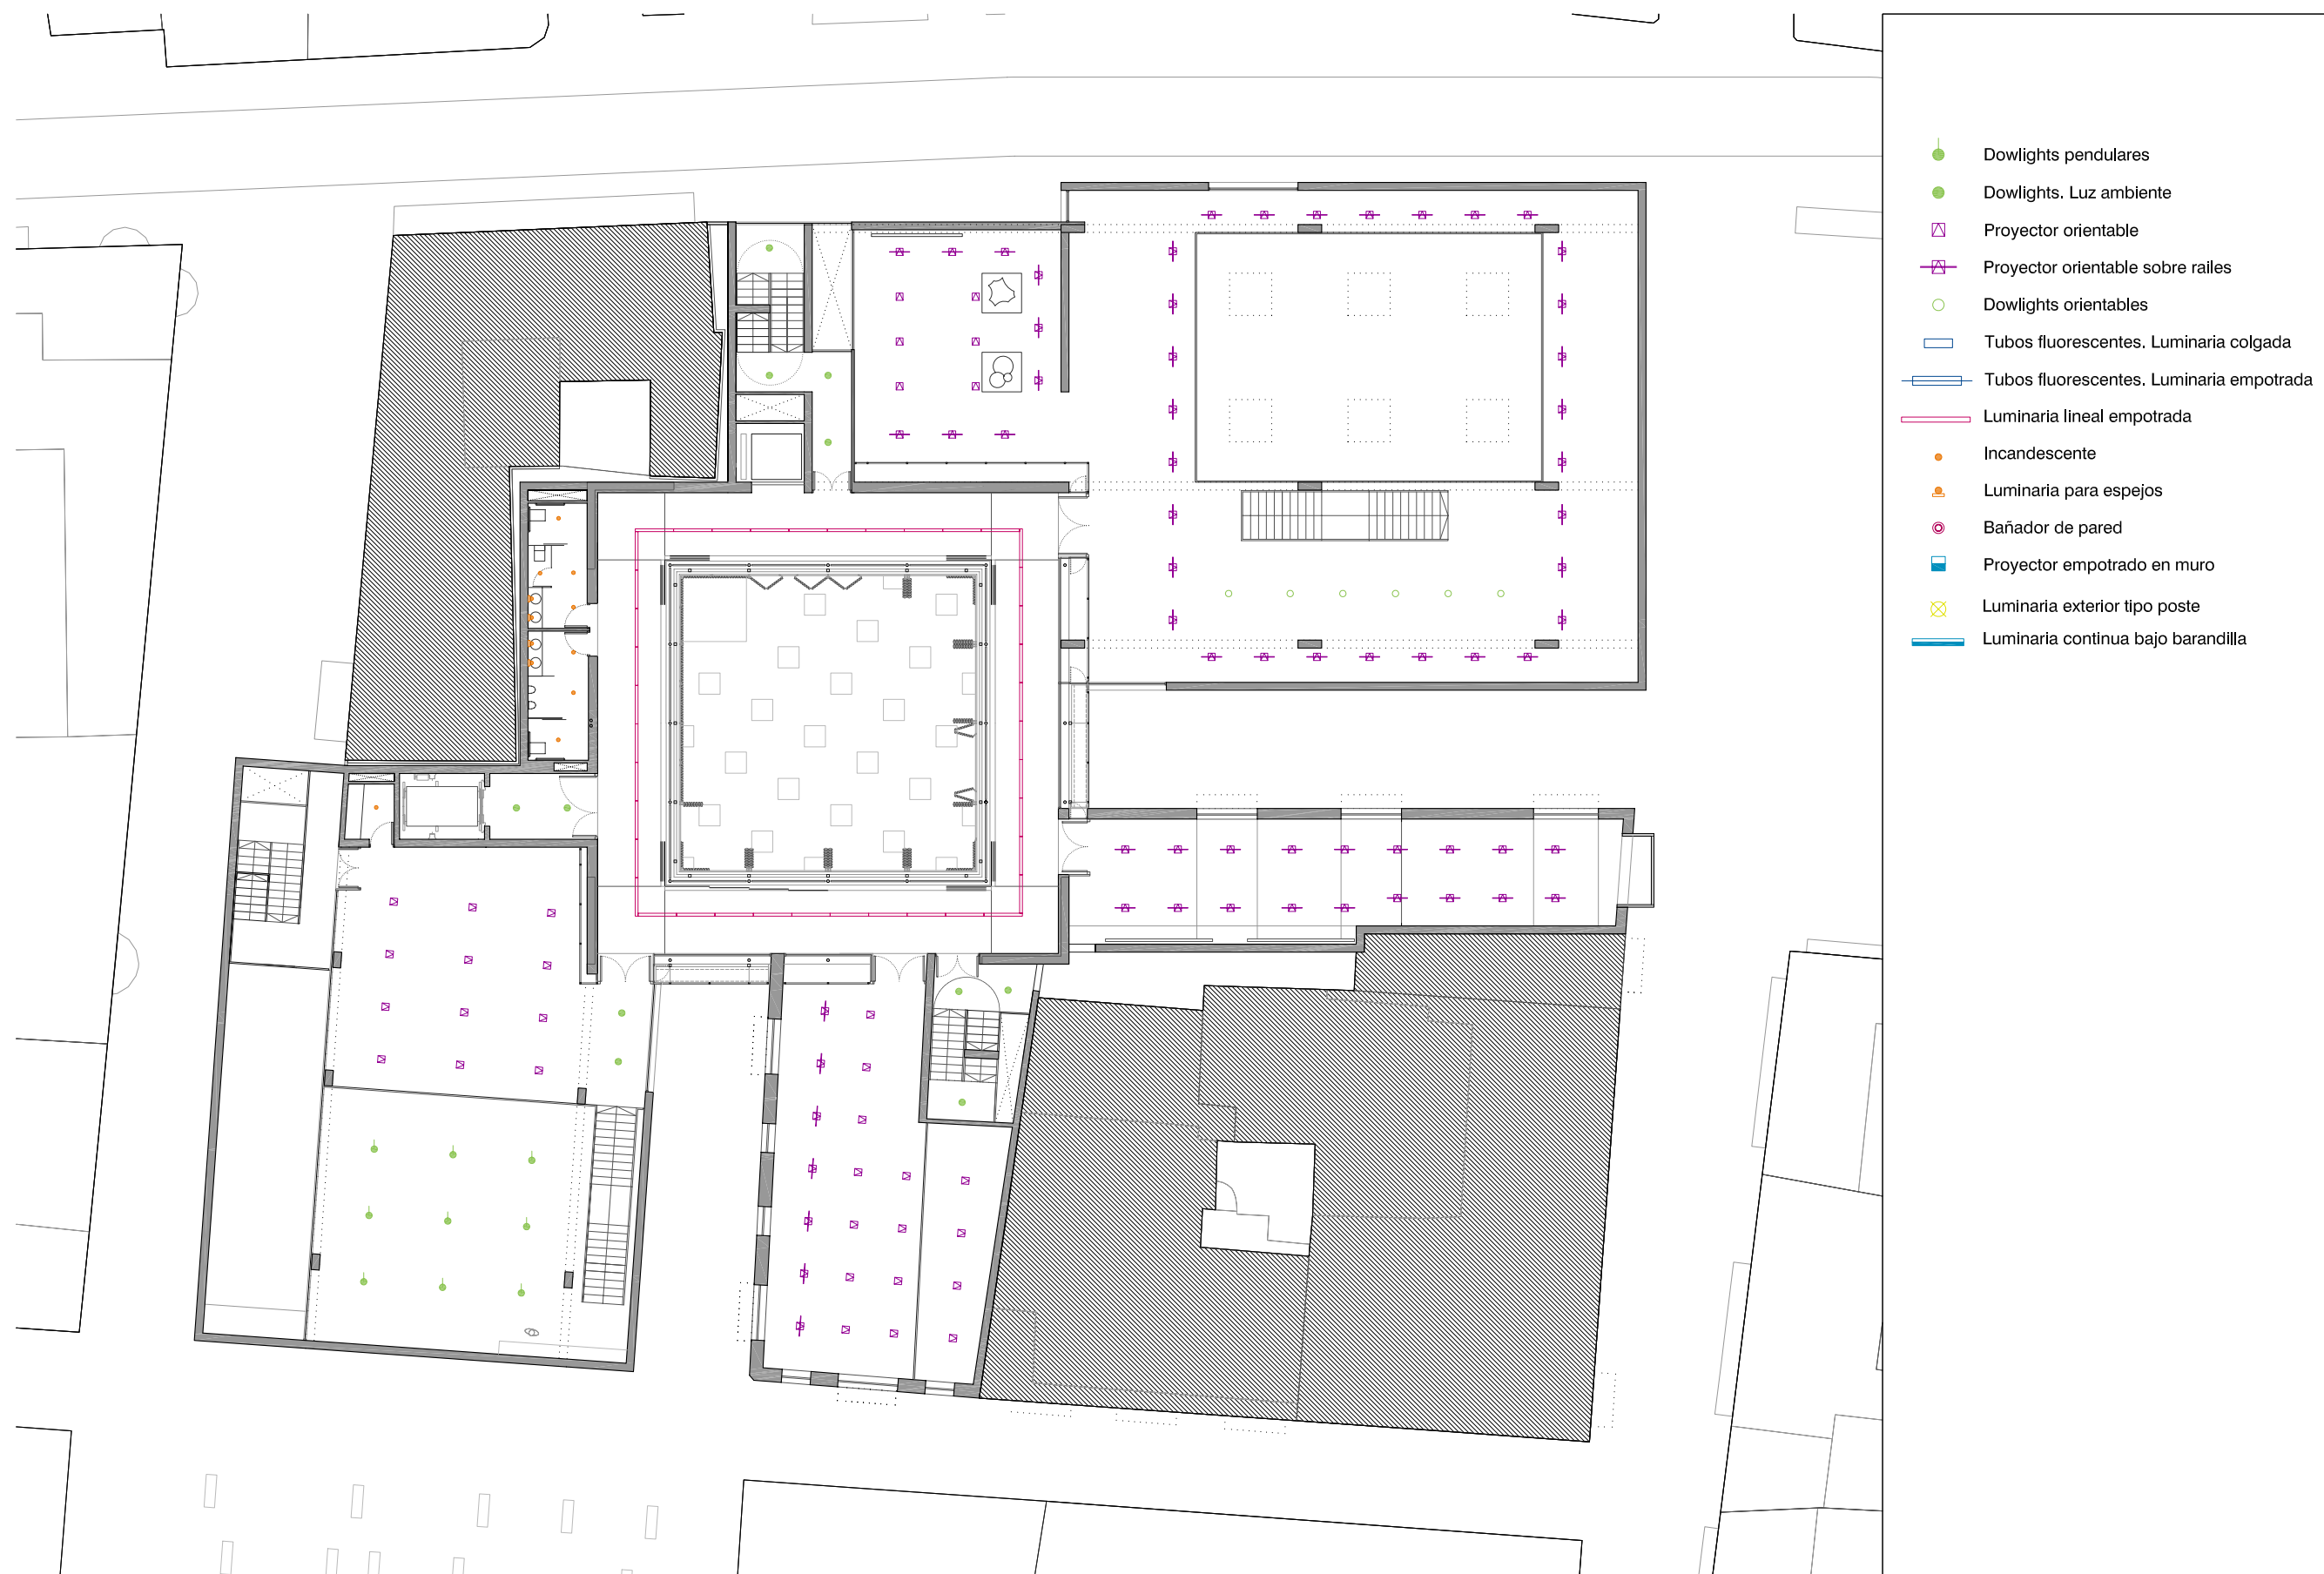 Dowlights pendulares
Dowlights. Luz ambiente
Proyector orientable
Proyector orientable sobre railes
Dowlights orientables
Tubos fluorescentes. Luminaria colgada
Tubos fluorescentes. Luminaria empotrada
Luminaria lineal empotrada
Incandescente
Luminaria para espejos
Bañador de pared
Proyector empotrado en muro
Luminaria exterior tipo poste
Luminaria continua bajo barandilla